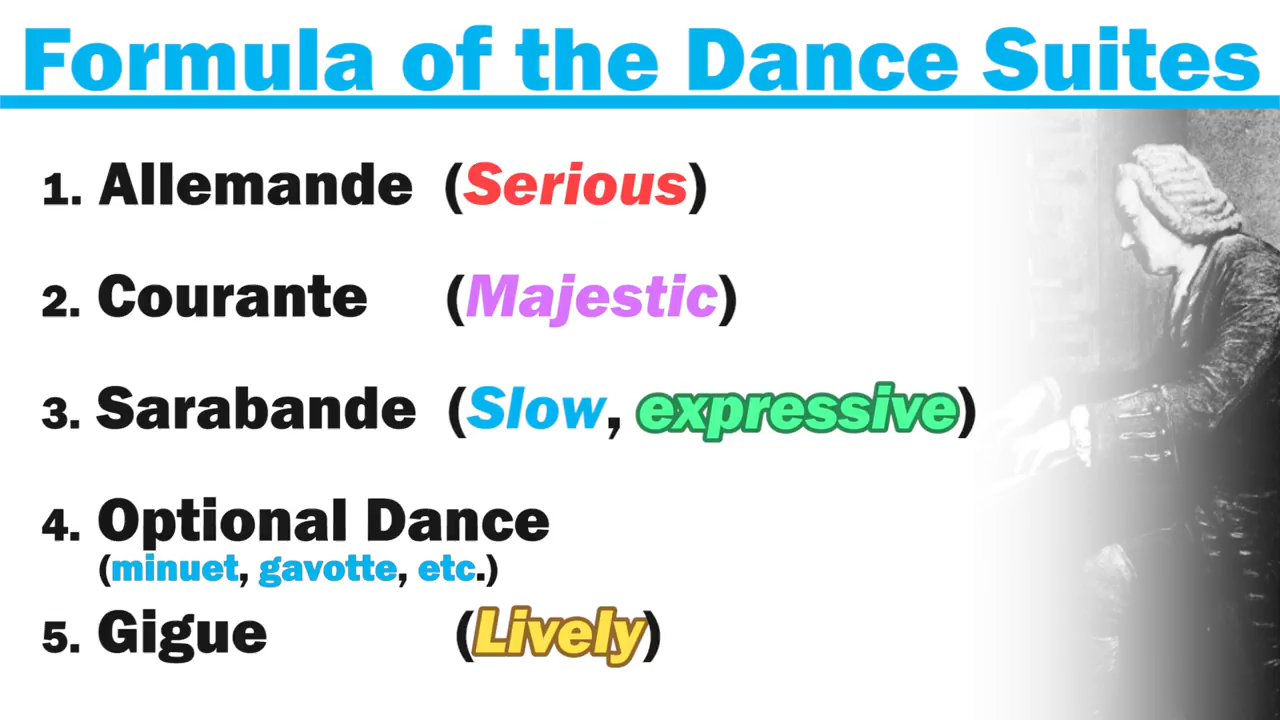 Formula of the Dance Suites
1. Allemande (Serious)
2. Courante (Majestic)
3. Sarabande (Slow, expressive)
4. Optional Dance
(minuet, gavotte, etc.)
5. Gigue (Lively)